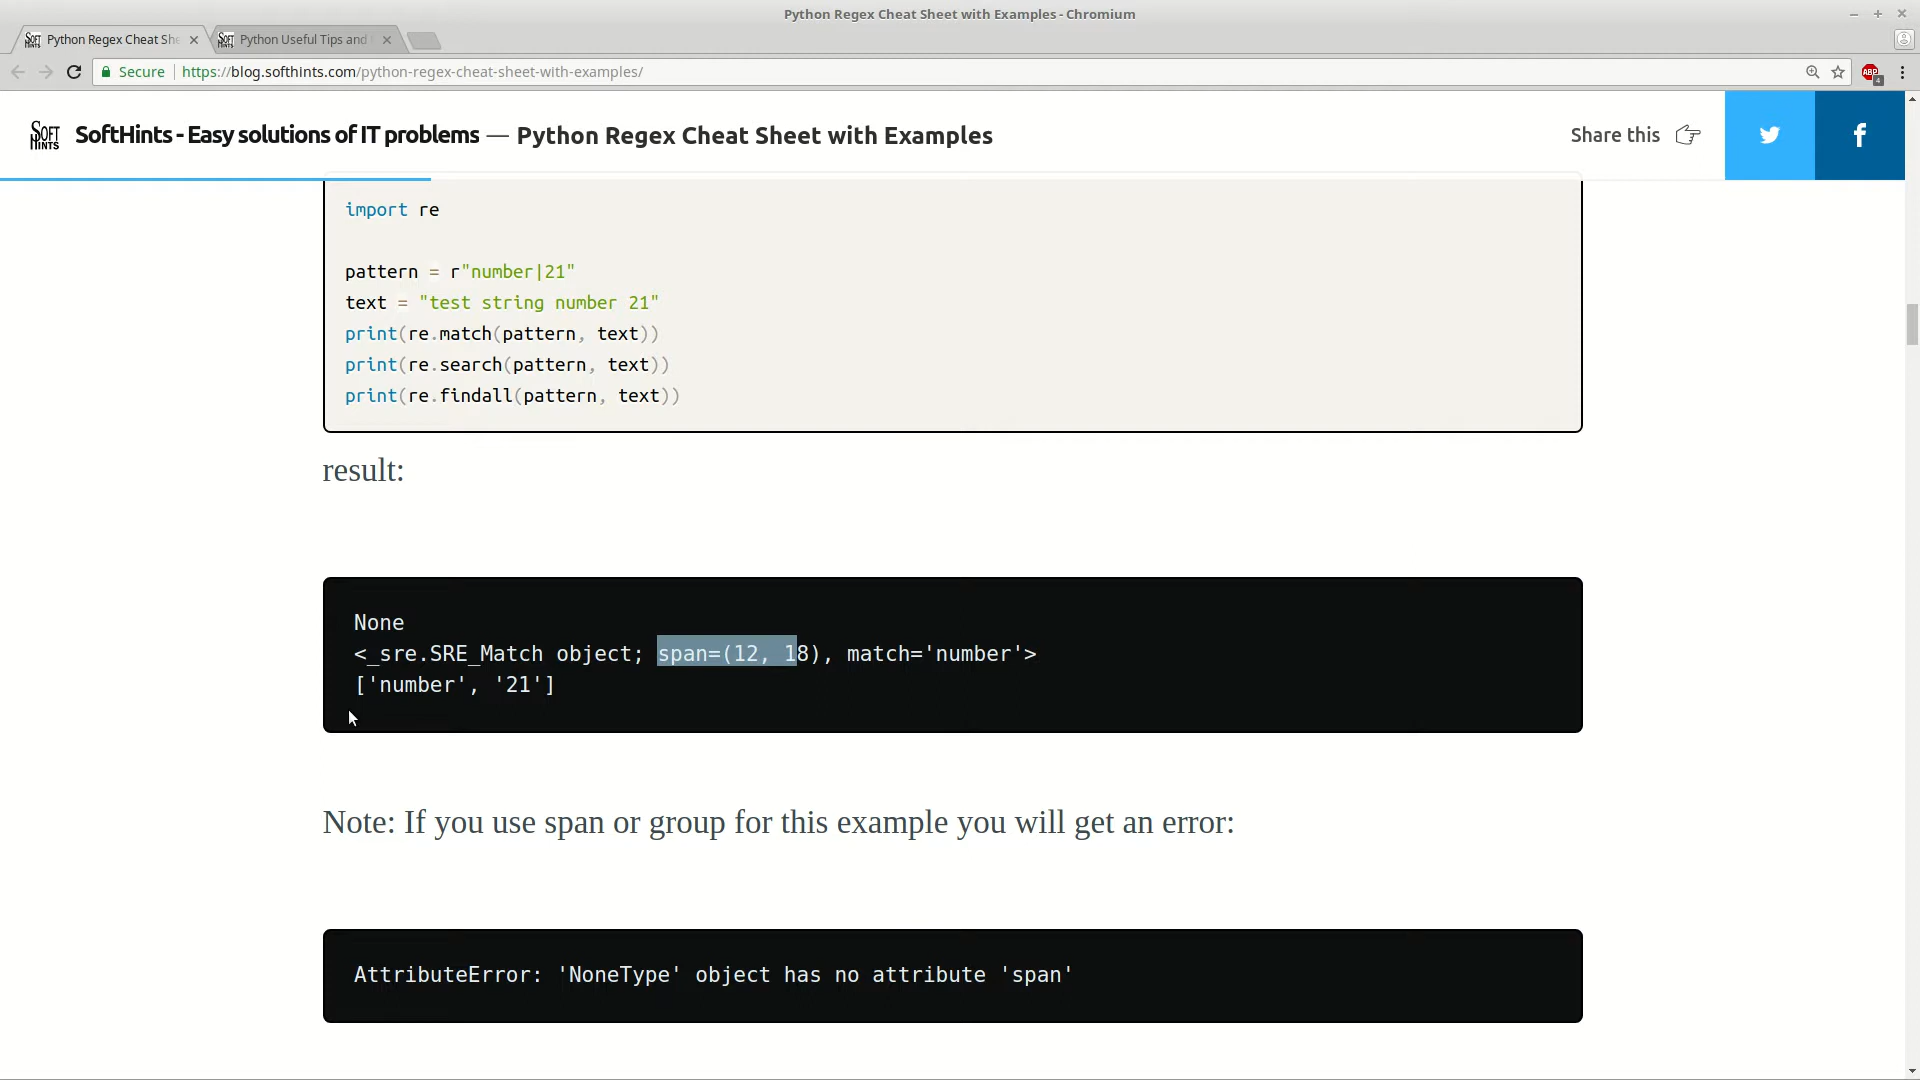 Python Regex Cheat Sheet with Examples - Chromium
Python Regex Cheat She
Python Useful Tips and
Secure
https://blog.softhints.com/python-regex-cheat-sheet-with-examples/
ABP
4
SOFT
HINTS
SoftHints - Easy solutions of IT problems — Python Regex Cheat Sheet with Examples
Share this
import re
pattern = r"number|21"
text = "test string number 21"
print(re.match(pattern, text))
print(re.search(pattern, text))
print(re.findall(pattern, text))
result:
None
<_sre.SRE_Match object; span=(12, 18), match='number'>
['number', '21']
Note: If you use span or group for this example you will get an error:
AttributeError: 'NoneType' object has no attribute 'span'